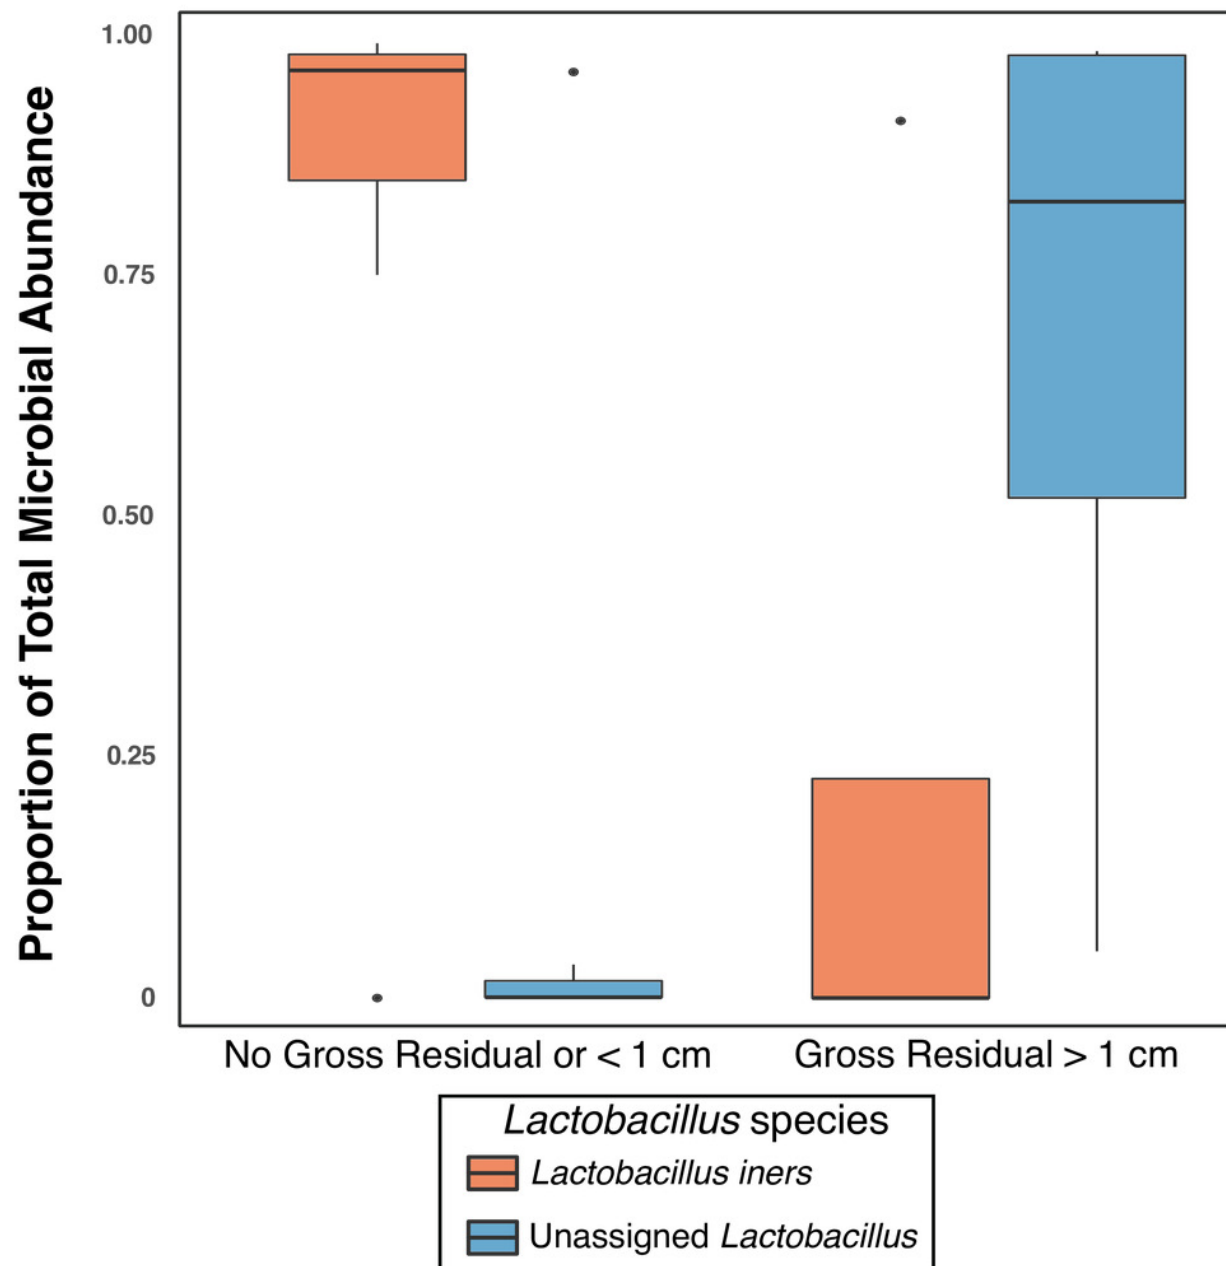 Proportion of Total Microbial Abundance
1.00
0.75
0.50
0.25
0
No Gross Residual or < 1 cm
Gross Residual > 1 cm
Lactobacillus species
Lactobacillus iners
Unassigned Lactobacillus